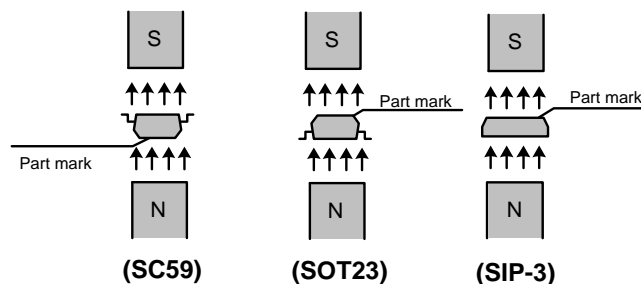 S
S
S
Part mark
Part mark
Part mark
N
N
N
(SC59)
(SOT23)
(SIP-3)